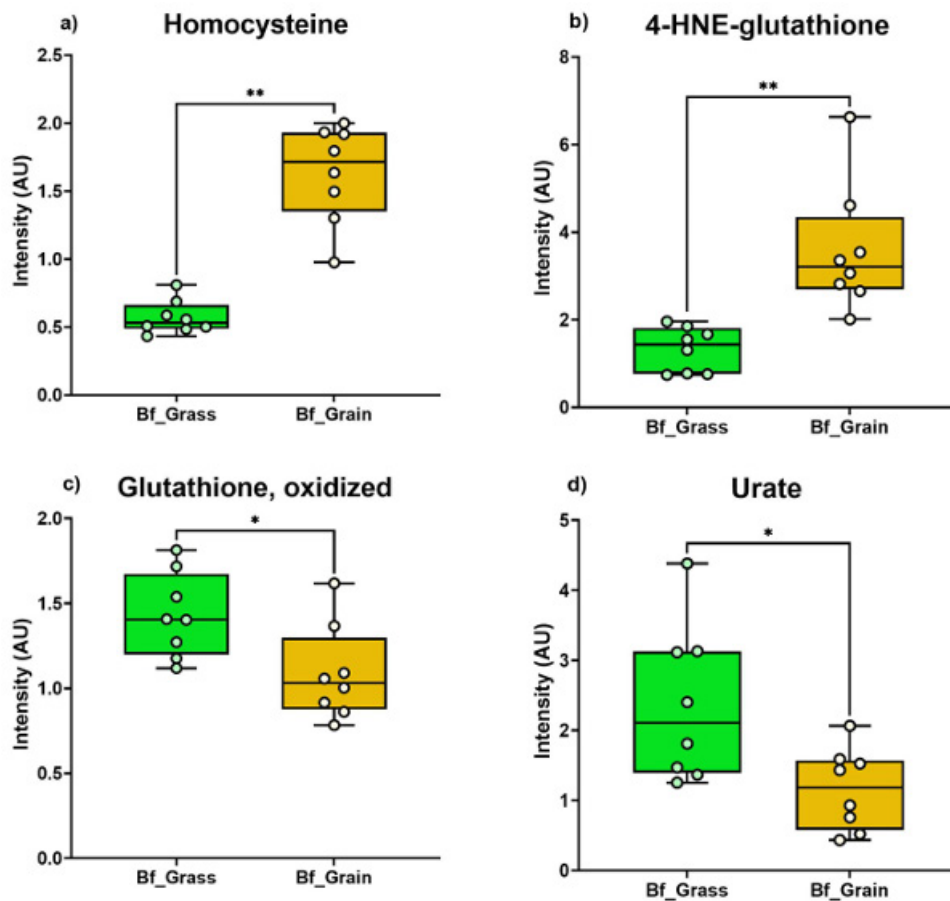 a) Homocysteine
2.5
2.0
1.5
1.0
0.5
0.0
Intensity (AU)
**
Bf_Grass Bf_Grain
b) 4-HNE-glutathione
8
6
4
2
0
Intensity (AU)
**
Bf_Grass Bf_Grain
c) Glutathione, oxidized
2.0
1.5
1.0
0.5
0.0
Intensity (AU)
*
Bf_Grass Bf_Grain
d) Urate
5
4
3
2
1
0
Intensity (AU)
*
Bf_Grass Bf_Grain